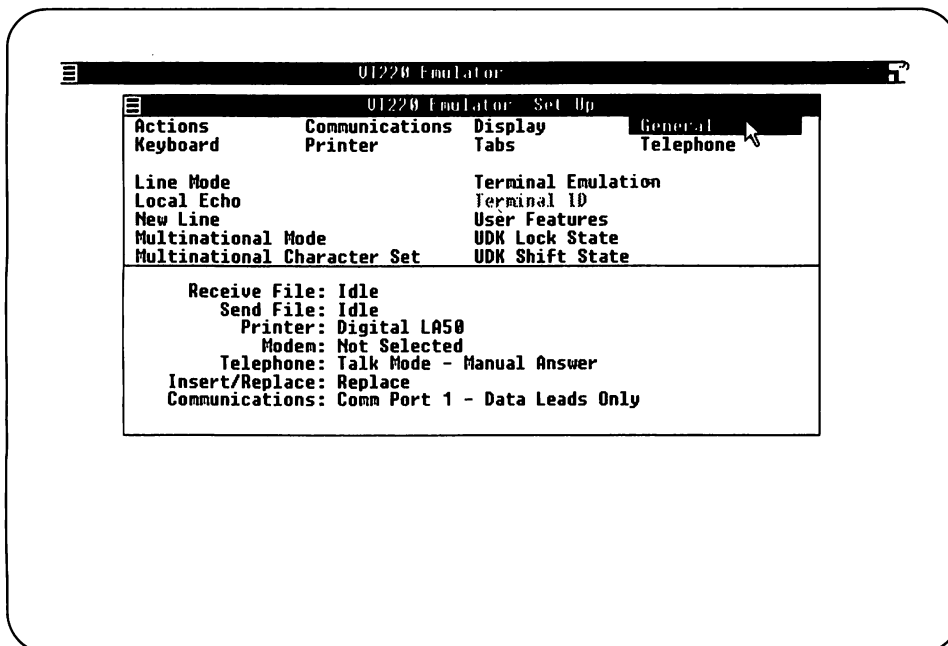 VT220 Emulator
VT220 Emulator Set Up
Actions Communications Display General
Keyboard Printer Tabs Telephone
Line Mode Terminal Emulation
Local Echo Terminal ID
New Line User Features
Multinational Mode UDK Lock State
Multinational Character Set UDK Shift State
Receive File: Idle
Send File: Idle
Printer: Digital LA50
Modem: Not Selected
Telephone: Talk Mode - Manual Answer
Insert/Replace: Replace
Communications: Comm Port 1 - Data Leads Only